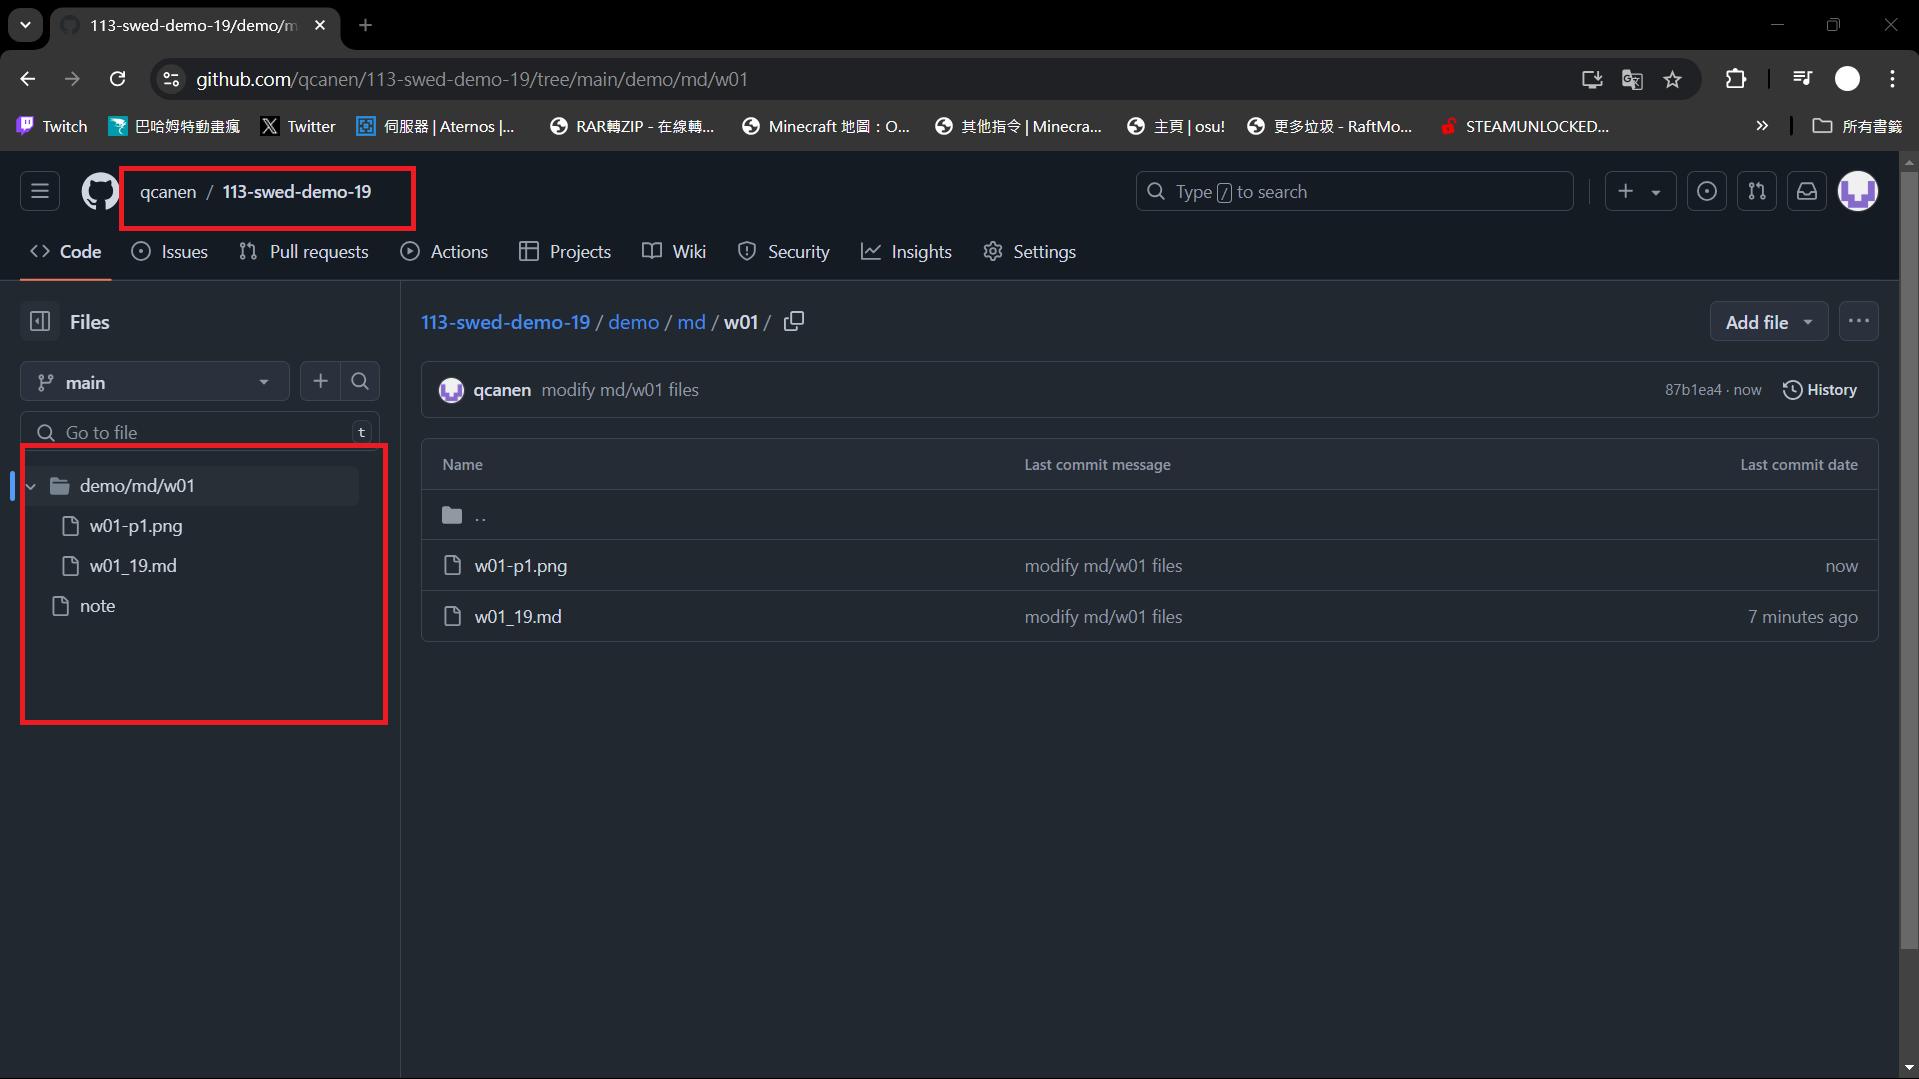 113-swed-demo-19/demo/m
github.com/qcanen/113-swed-demo-19/tree/main/demo/md/w01
Twitch 巴哈姆特動畫瘋 Twitter 伺服器 | Aternos |... RAR轉ZIP - 在線轉... Minecraft 地圖：O... 其他指令 | Minecra... 主頁 | osu! 更多垃圾 - RaftMo... STEAMUNLOCKED... » 所有書籤
qcanen / 113-swed-demo-19 Type / to search
Code Issues Pull requests Actions Projects Wiki Security Insights Settings
Files
113-swed-demo-19 / demo / md / w01 /
Add file
main
qcanen modify md/w01 files 87b1ea4 · now History
Go to file t
Name Last commit message Last commit date
demo/md/w01
w01-p1.png
w01_19.md
note
..
w01-p1.png modify md/w01 files now
w01_19.md modify md/w01 files 7 minutes ago